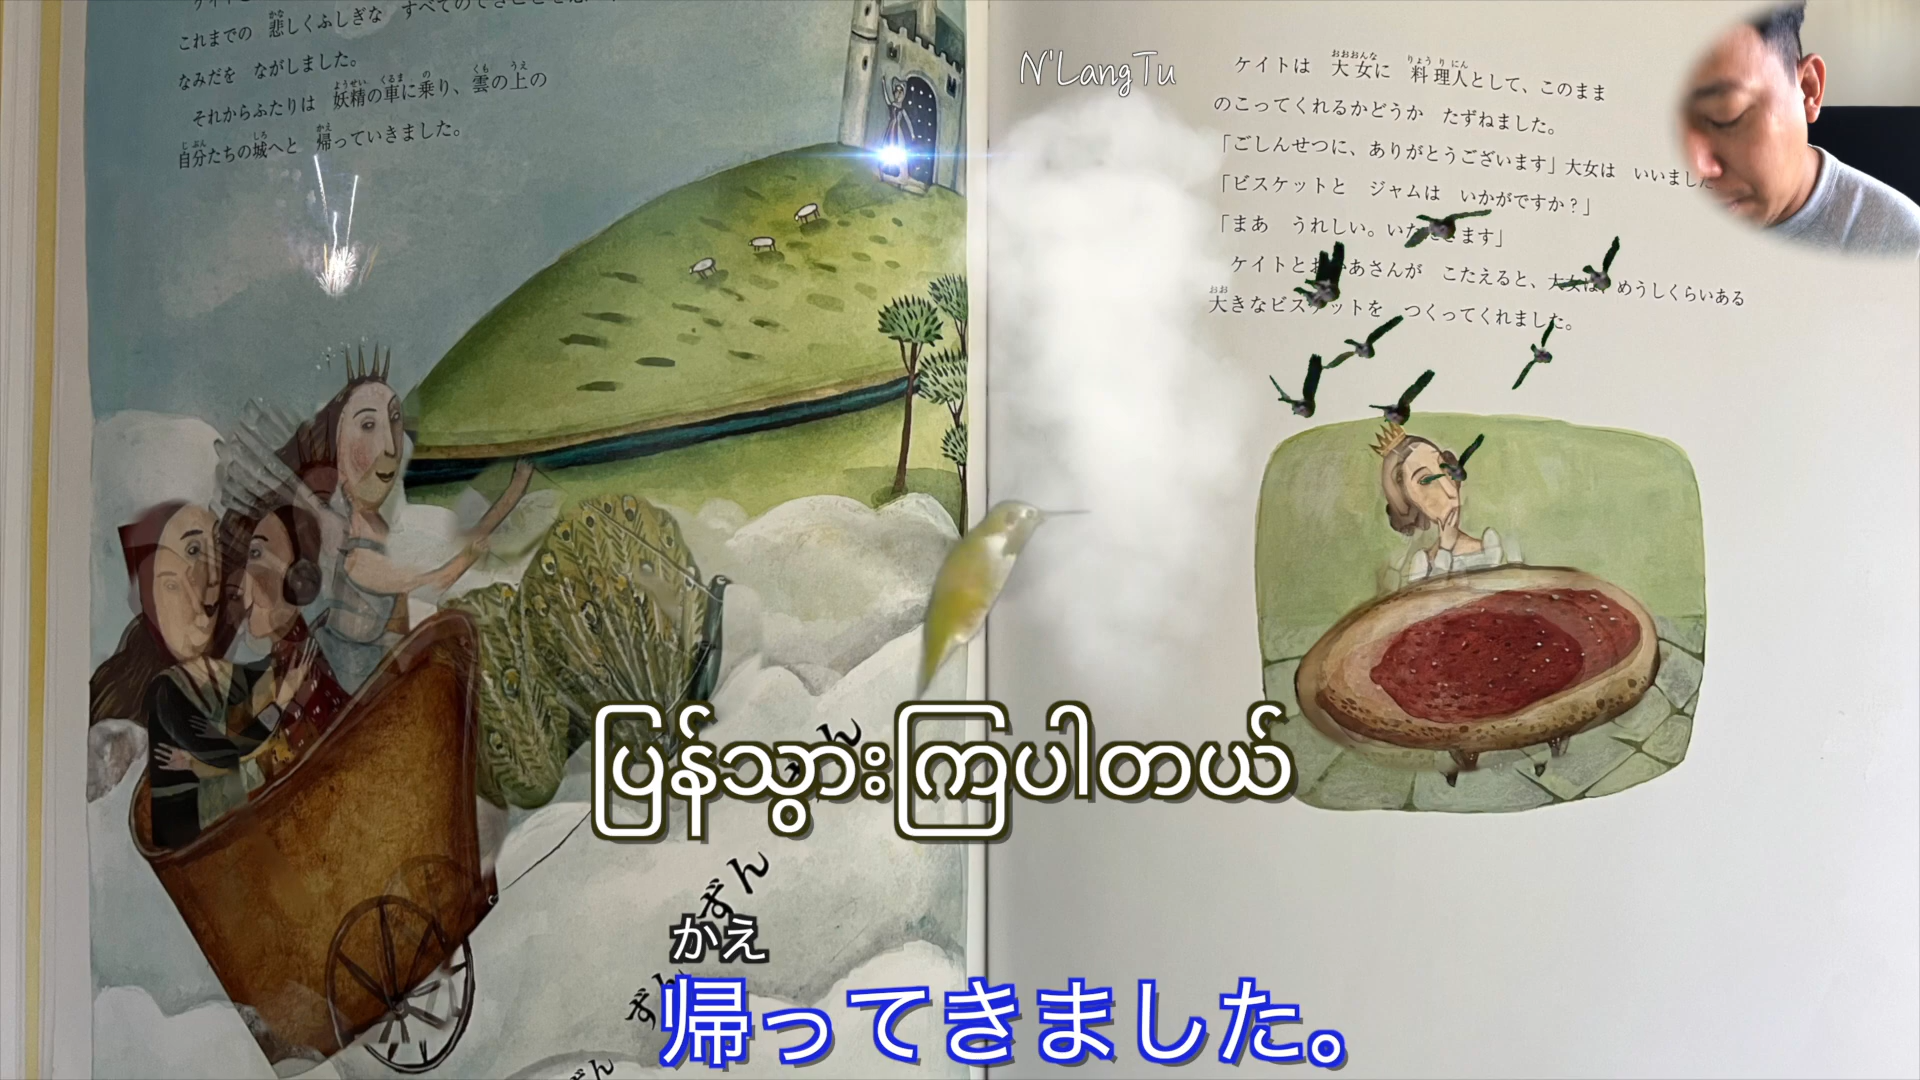 これまでの　悲しくふしぎな　すべてのできごとを
なみだを　ながしました。
それからふたりは　妖精の車に乗り、雲の上の
自分たちの城へと　帰っていきました。
N'LangTu
ケイトは　大女に　料理人として、このまま
のこってくれるかどうか　たずねました。
「ごしんせつに、ありがとうございます」大女は　いいました
「ビスケットと　ジャムは　いかがですか？」
「まあ　うれしい。いただきます」
ケイトとおかあさんが　こたえると、大女は、めうしくらいある
大きなビスケットを　つくってくれました。
ပြန်သွားကြပါတယ်
ずん
ずん
かえ
帰ってきました。